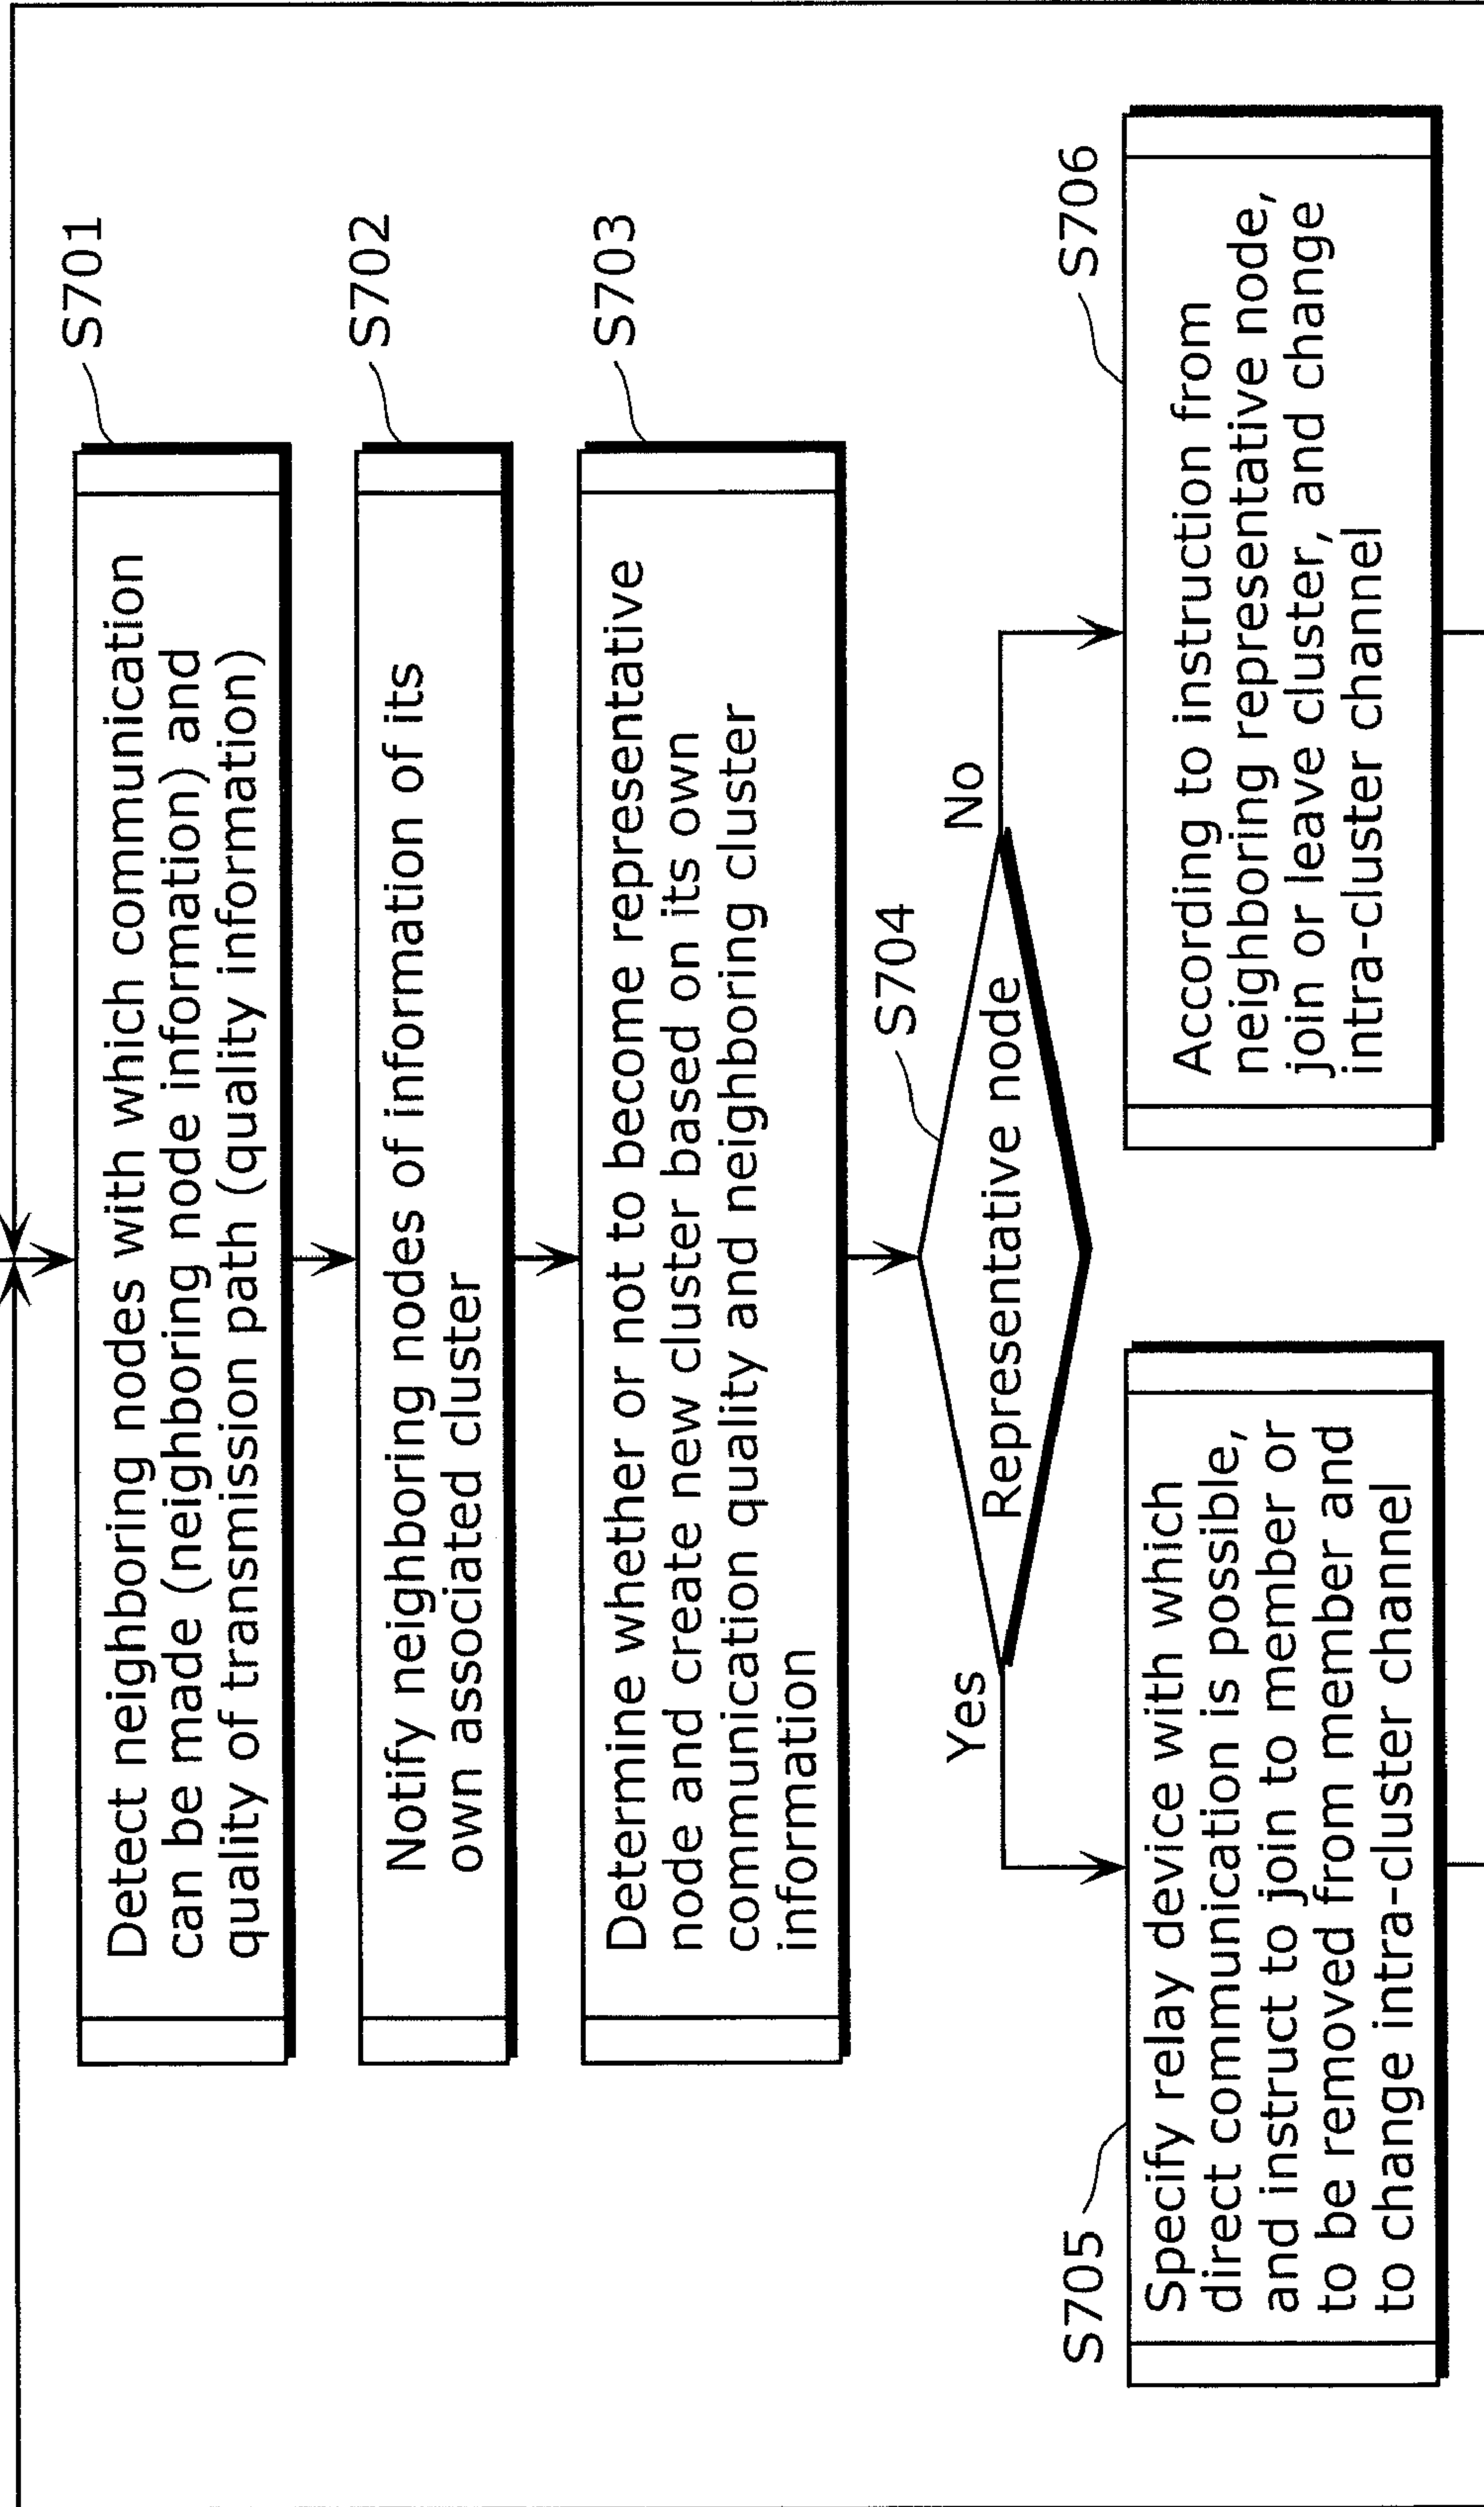 S701
Detect neighboring nodes with which communication
can be made (neighboring node information) and
quality of transmission path (quality information)
S702
Notify neighboring nodes of information of its
own associated cluster
S703
Determine whether or not to become representative
node and create new cluster based on its own
communication quality and neighboring cluster
information
S704
Representative node
Yes
No
S705
Specify relay device with which
direct communication is possible,
and instruct to join to member or
to be removed from member and
to change intra-cluster channel
S706
According to instruction from
neighboring representative node,
join or leave cluster, and change
intra-cluster channel